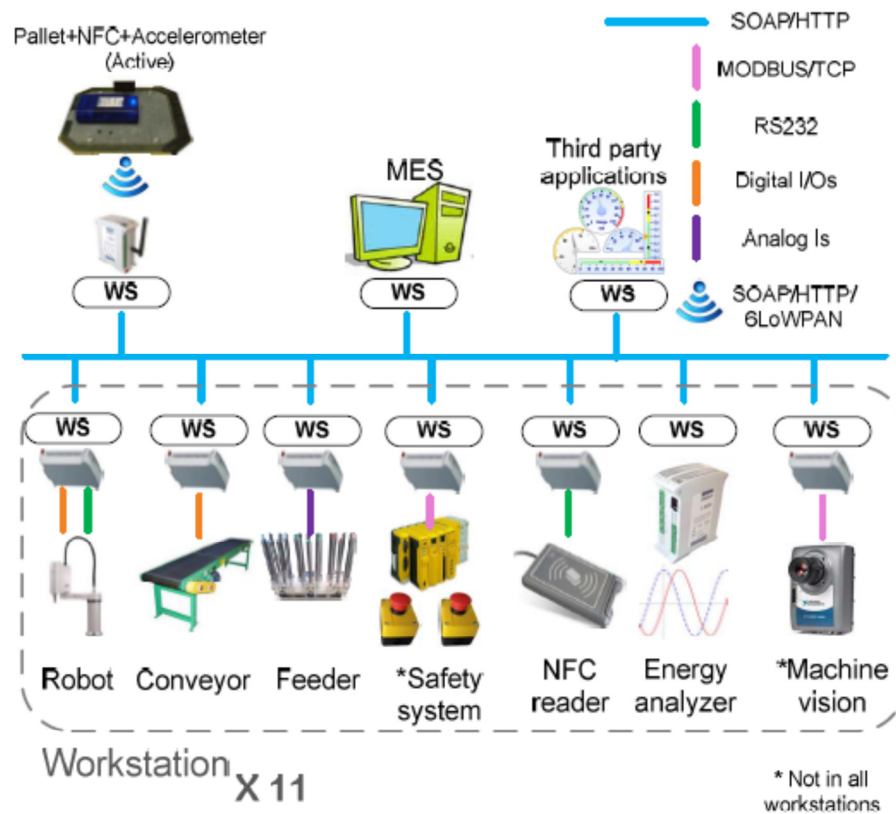 Pallet+NFC+Accelerometer
(Active)
MES
Third party
applications
SOAP/HTTP
MODBUS/TCP
RS232
Digital I/Os
Analog Is
SOAP/HTTP/
6LoWPAN
WS
WS
WS
WS
WS
WS
WS
WS
WS
WS
Robot
Conveyor
Feeder
*Safety
system
NFC
reader
Energy
analyzer
*Machine
vision
Workstation X 11
* Not in all
workstations